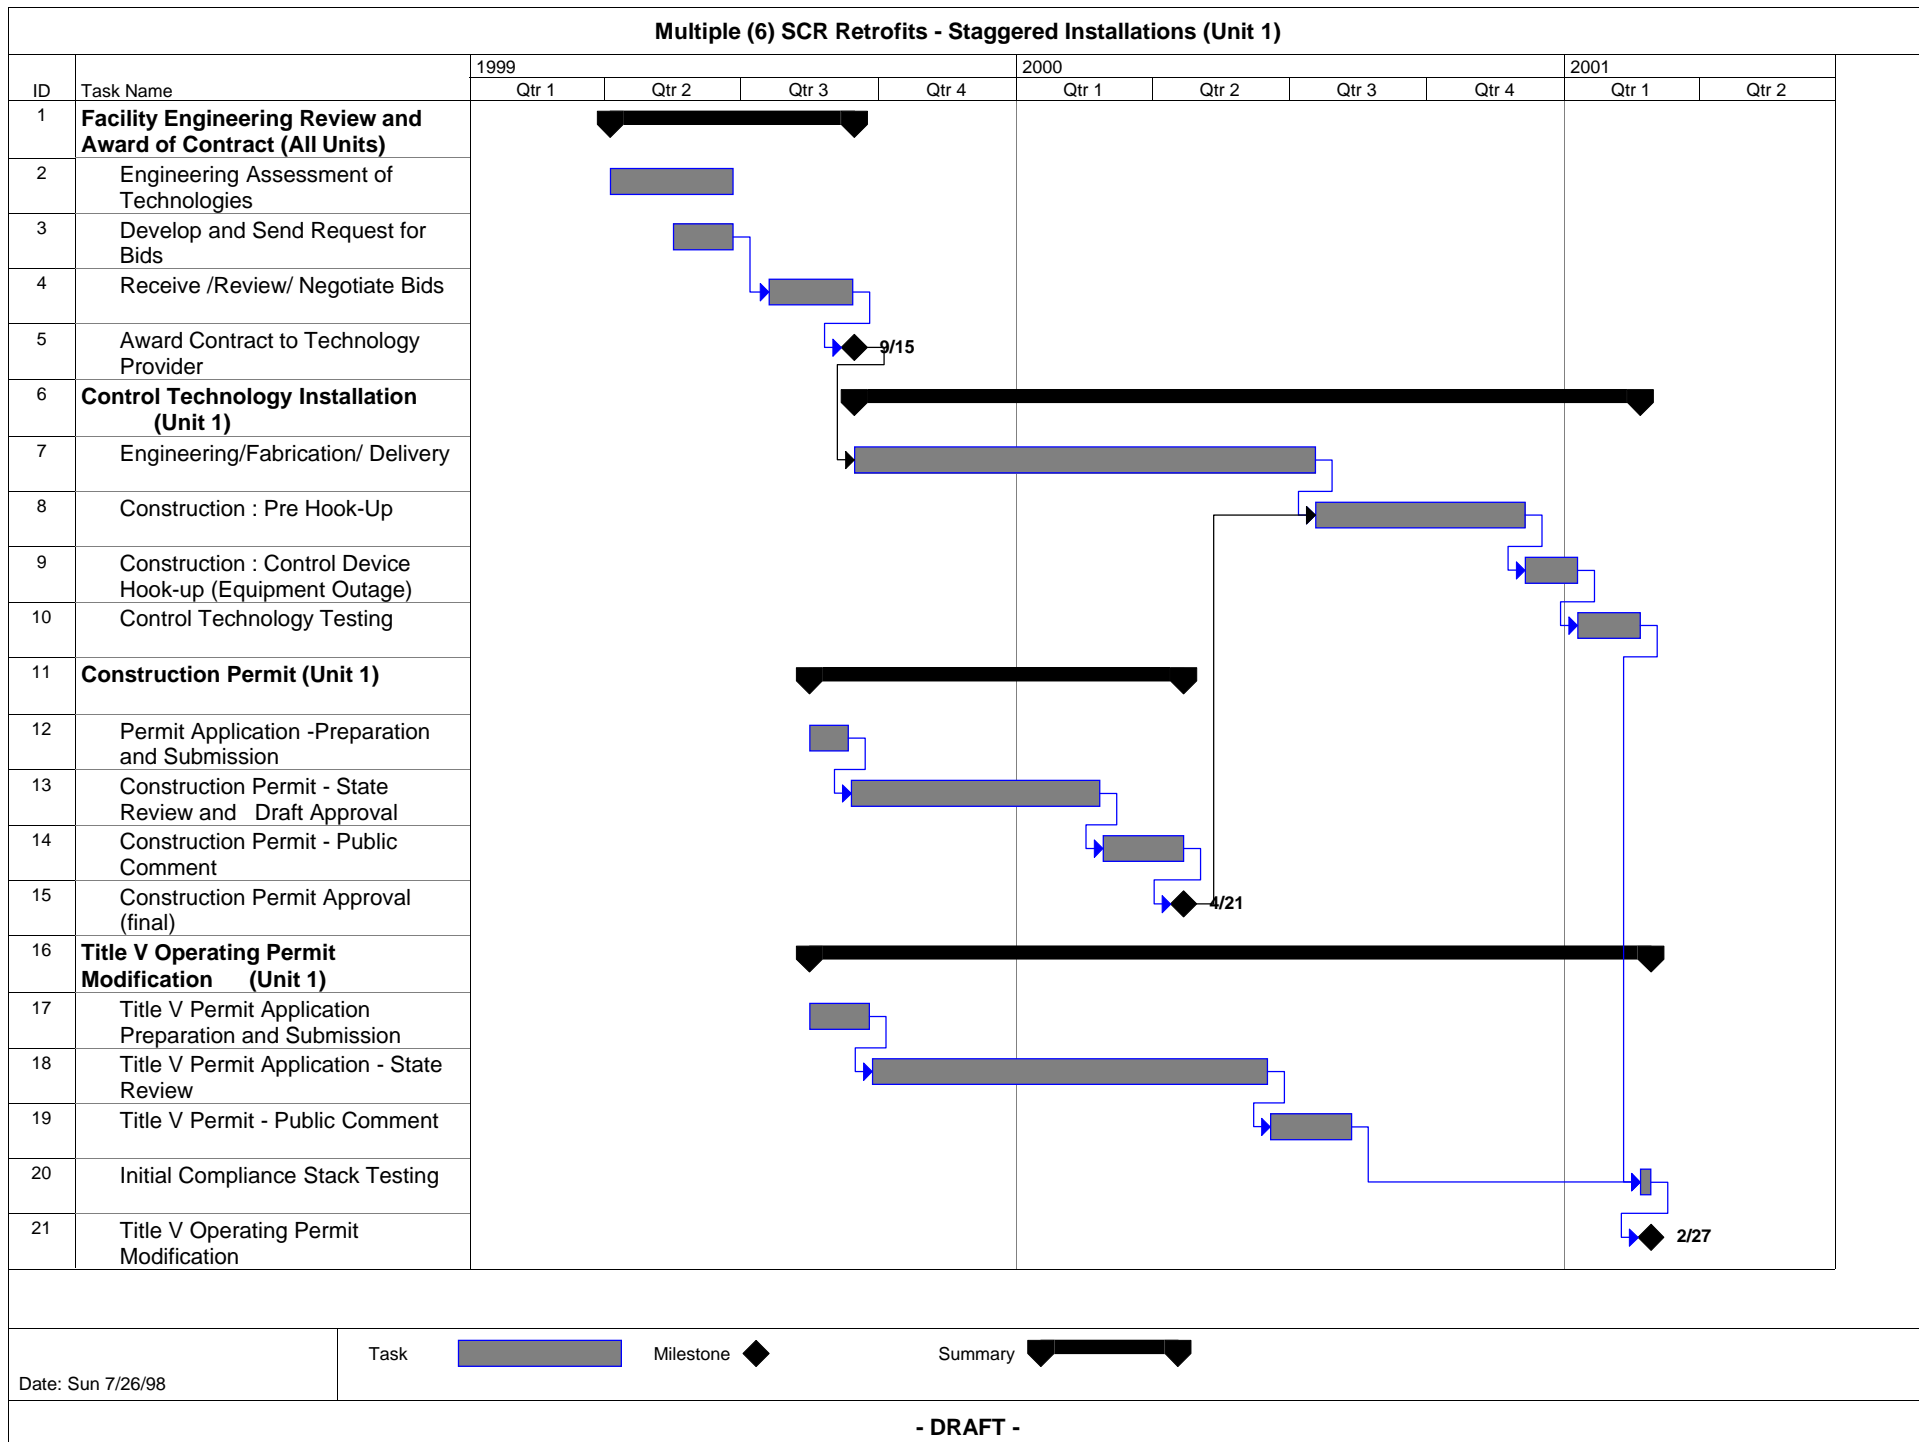 Multiple (6) SCR Retrofits - Staggered Installations (Unit 1)
1999 2000 2001
ID Task Name Qtr 1 Qtr 2 Qtr 3 Qtr 4 Qtr 1 Qtr 2 Qtr 3 Qtr 4 Qtr 1 Qtr 2
1 Facility Engineering Review and
Award of Contract (All Units)
2 Engineering Assessment of
Technologies
3 Develop and Send Request for
Bids
4 Receive /Review/ Negotiate Bids
5 Award Contract to Technology 9/15
Provider
6 Control Technology Installation
(Unit 1)
7 Engineering/Fabrication/ Delivery
8 Construction : Pre Hook-Up
9 Construction : Control Device
Hook-up (Equipment Outage)
10 Control Technology Testing
11 Construction Permit (Unit 1)
12 Permit Application -Preparation
and Submission
13 Construction Permit - State
Review and Draft Approval
14 Construction Permit - Public
Comment
15 Construction Permit Approval 4/21
(final)
16 Title V Operating Permit
Modification (Unit 1)
17 Title V Permit Application
Preparation and Submission
18 Title V Permit Application - State
Review
19 Title V Permit - Public Comment
20 Initial Compliance Stack Testing
21 Title V Operating Permit 2/27
Modification
Task Milestone Summary
Date: Sun 7/26/98
- DRAFT -